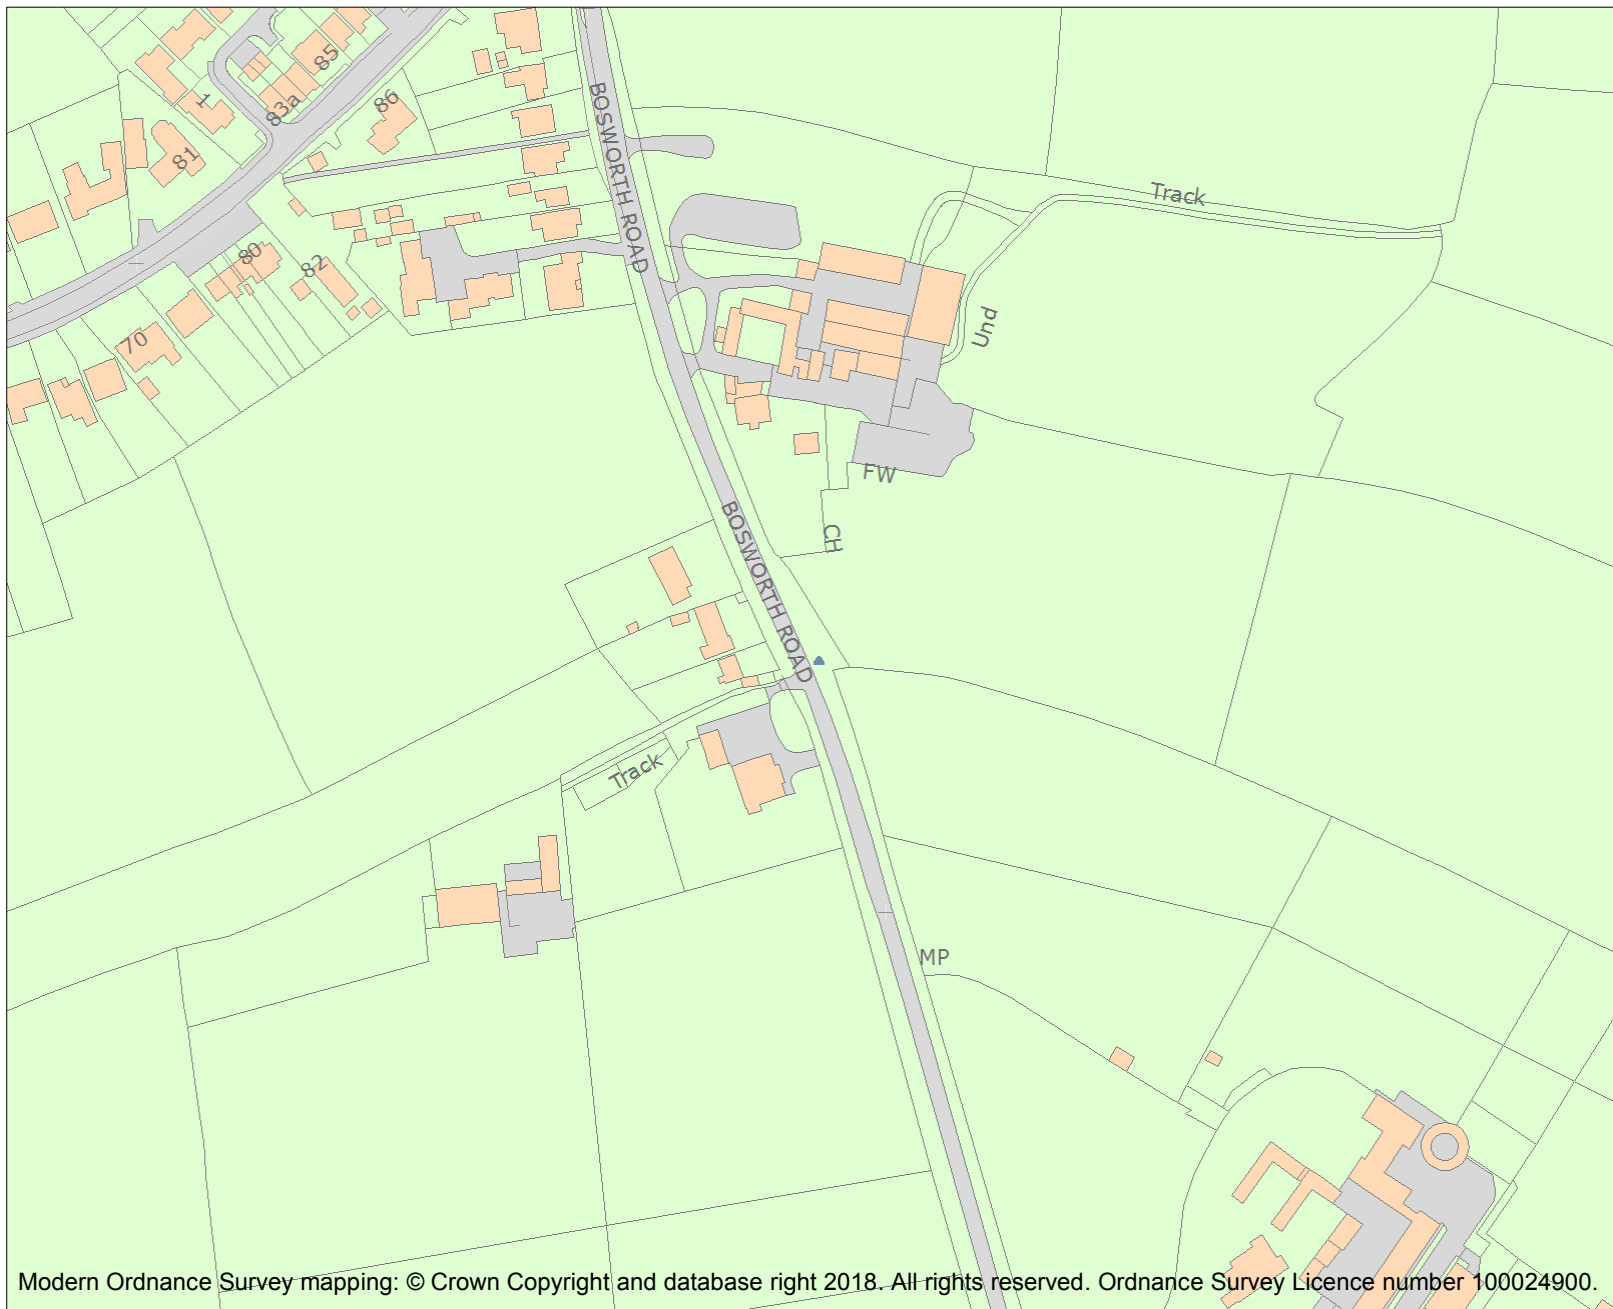 85
1
83a
86
81
BOSWORTH ROAD
Track
80
82
70
Und
FW
CH
BOSWORTH ROAD
Track
MP
Modern Ordnance Survey mapping: © Crown Copyright and database right 2018. All rights reserved. Ordnance Survey Licence number 100024900.